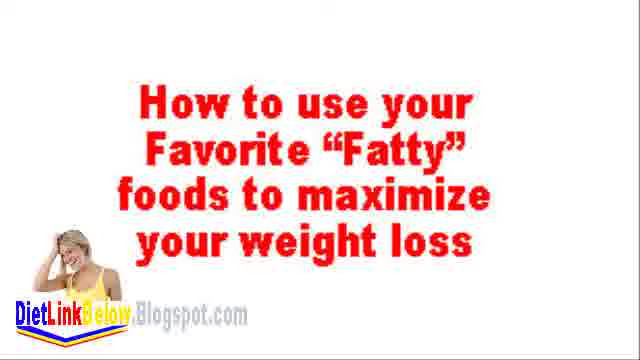 How to use your
Favorite “Fatty”
foods to maximize
your weight loss
DietLinkBelow.Blogspot.com